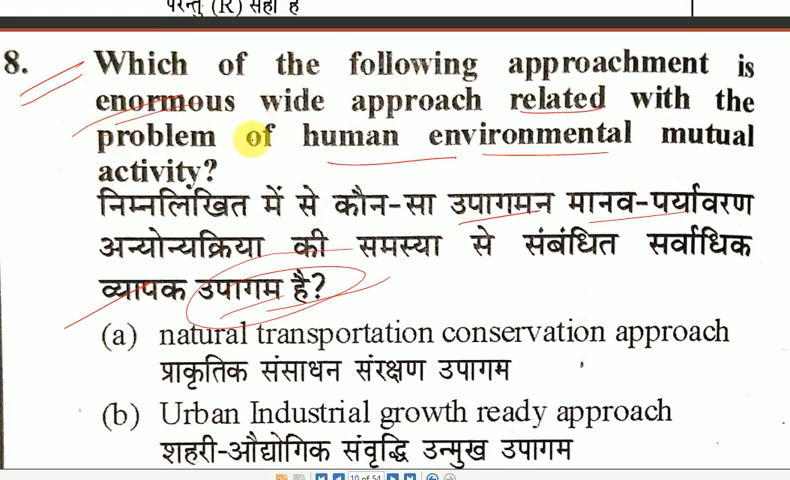 परन्तु (R) सही है
8. Which of the following approachment is
enormous wide approach related with the
problem of human environmental mutual
activity?
निम्नलिखित में से कौन-सा उपागमन मानव-पर्यावरण
अन्योन्यक्रिया की समस्या से संबंधित सर्वाधिक
व्यापक उपागम है?
(a) natural transportation conservation approach
प्राकृतिक संसाधन संरक्षण उपागम
(b) Urban Industrial growth ready approach
शहरी-औद्योगिक संवृद्धि उन्मुख उपागम
10 of 54